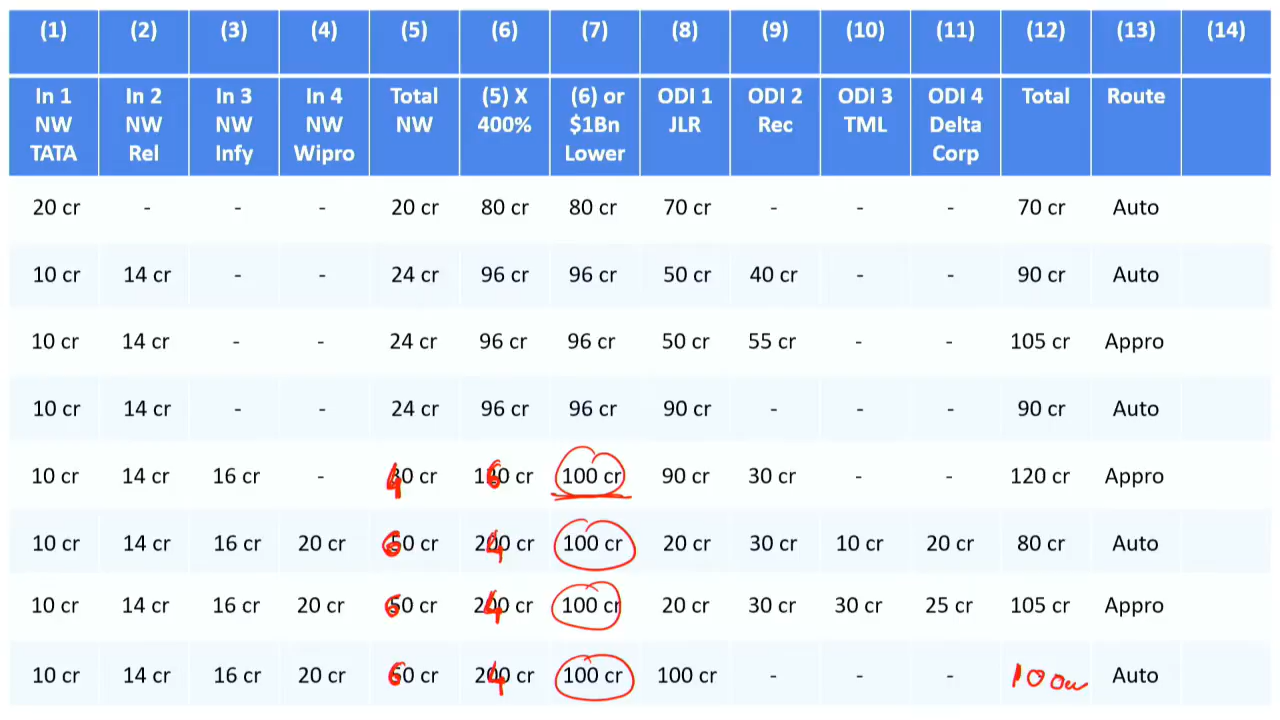 (1) (2) (3) (4) (5) (6) (7) (8) (9) (10) (11) (12) (13) (14)
In 1 In 2 In 3 In 4 Total (5) X (6) or ODI 1 ODI 2 ODI 3 ODI 4 Total Route
NW NW NW NW NW 400% $1Bn JLR Rec TML Delta
TATA Rel Infy Wipro Lower Corp
20 cr - - - 20 cr 80 cr 80 cr 70 cr - - - 70 cr Auto
10 cr 14 cr - - 24 cr 96 cr 96 cr 50 cr 40 cr - - 90 cr Auto
10 cr 14 cr - - 24 cr 96 cr 96 cr 50 cr 55 cr - - 105 cr Appro
10 cr 14 cr - - 24 cr 96 cr 96 cr 90 cr - - - 90 cr Auto
10 cr 14 cr 16 cr - 40 cr 160 cr 100 cr 90 cr 30 cr - - 120 cr Appro
10 cr 14 cr 16 cr 20 cr 60 cr 240 cr 100 cr 20 cr 30 cr 10 cr 20 cr 80 cr Auto
10 cr 14 cr 16 cr 20 cr 60 cr 240 cr 100 cr 20 cr 30 cr 30 cr 25 cr 105 cr Appro
10 cr 14 cr 16 cr 20 cr 60 cr 240 cr 100 cr 100 cr - - - 100 cr Auto